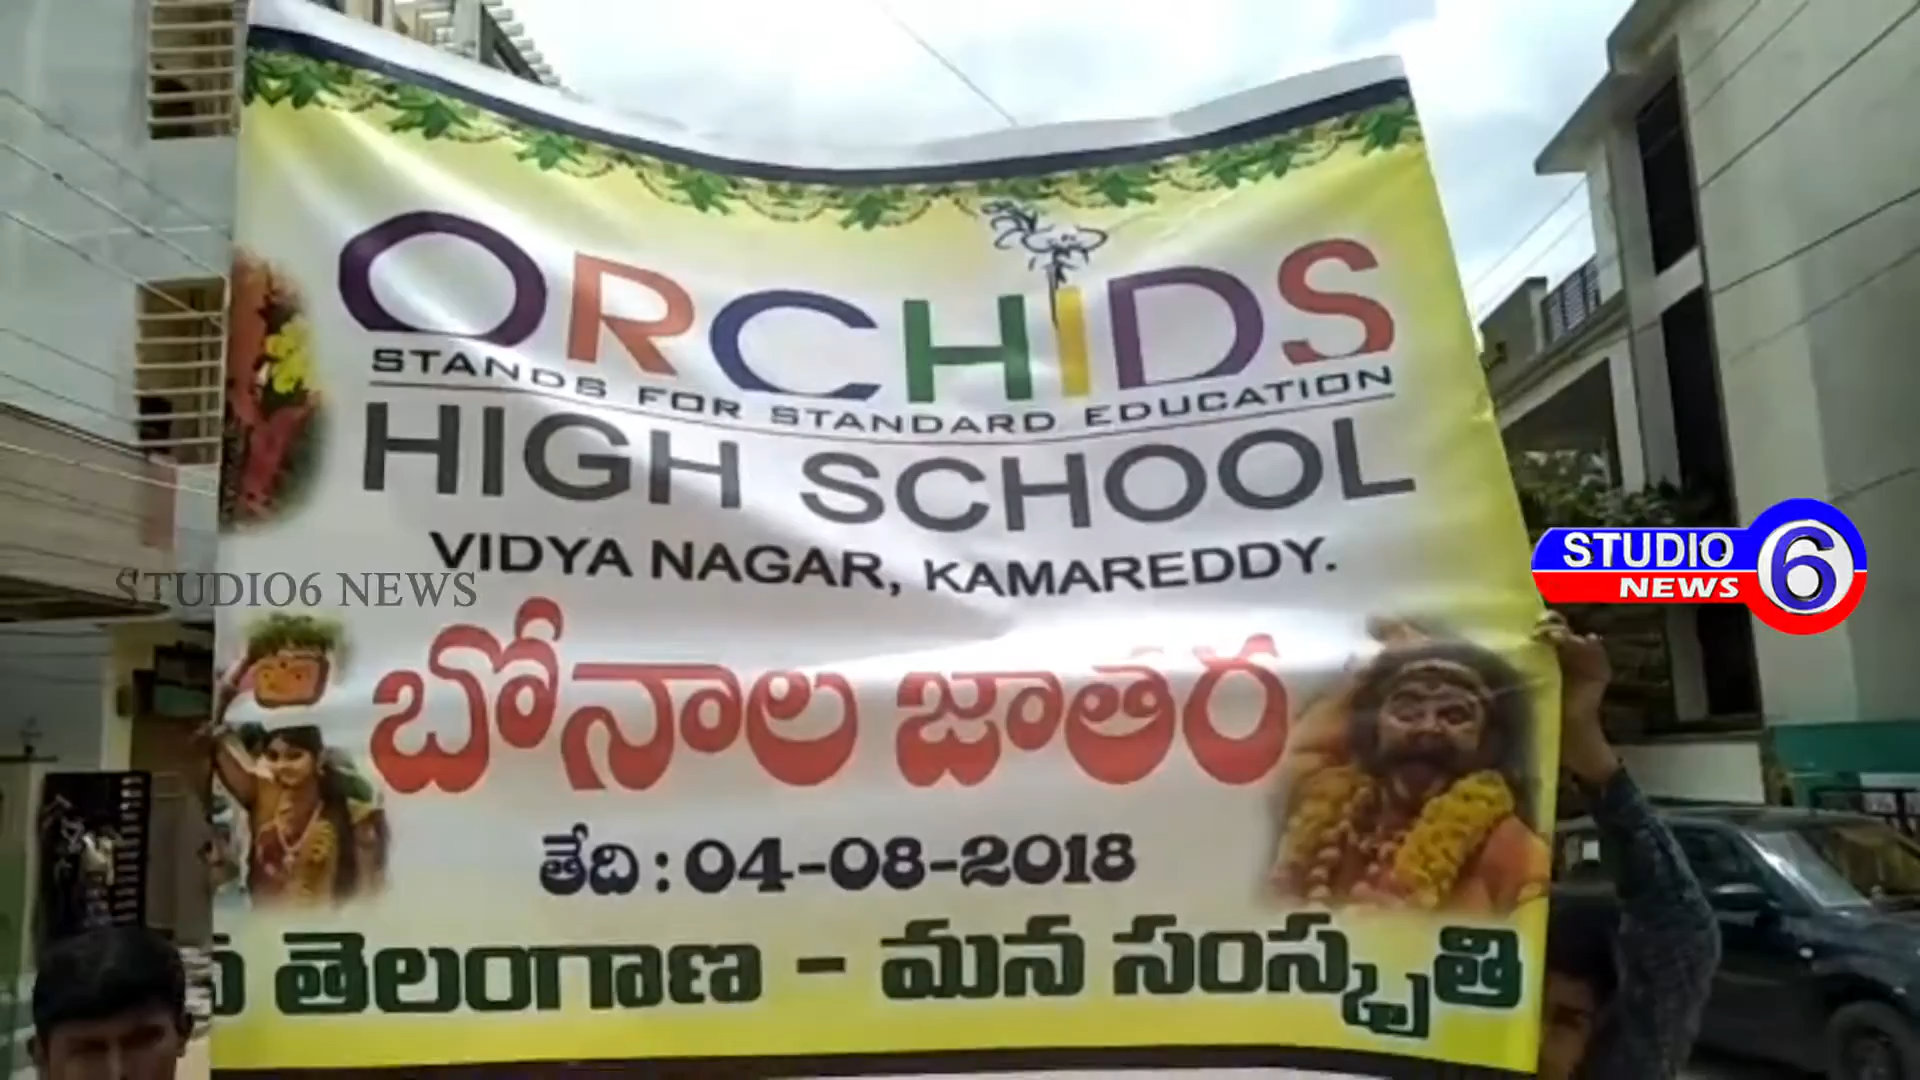 ORCHIDS
STANDS FOR STANDARD EDUCATION
HIGH SCHOOL
VIDYA NAGAR, KAMAREDDY.
STUDIO6 NEWS
STUDIO 6
NEWS
బోనాల జాతర
తేది : 04-08-2018
తెలంగాణ - మన సంస్కృతి